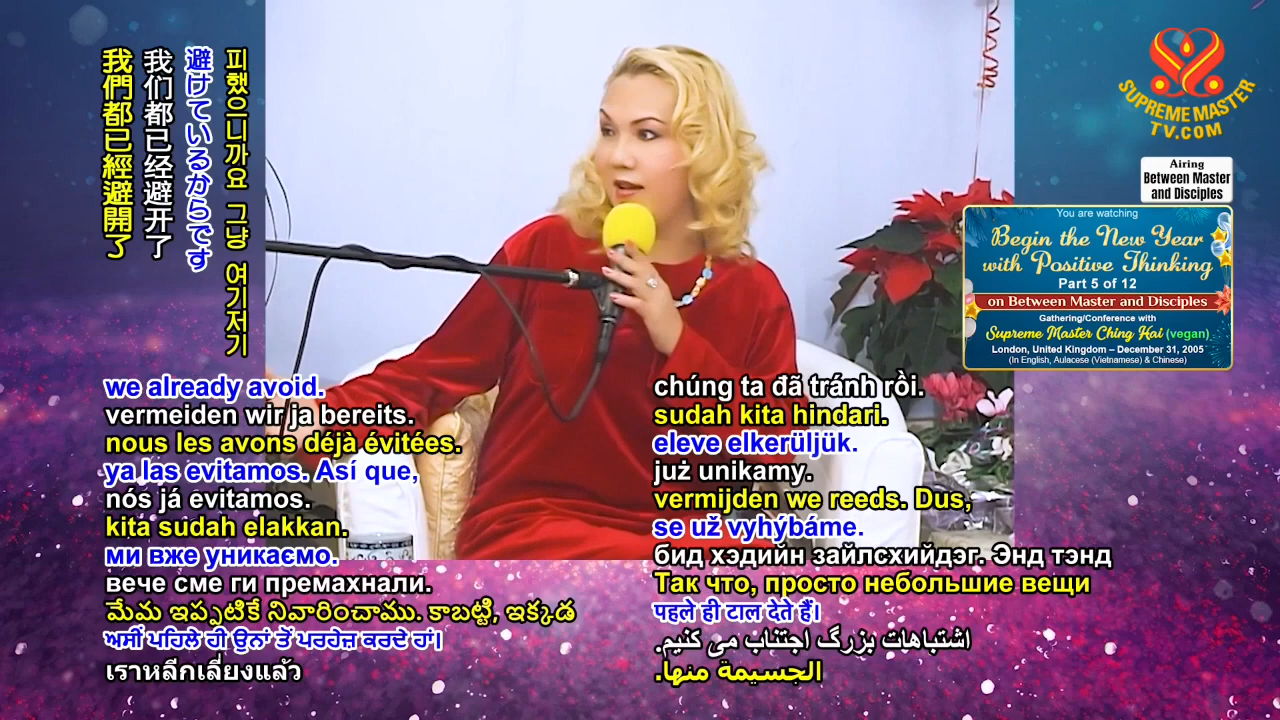 我們都已經避開了
我们都已经避开了
避けているからです
피했으니까요 그냥 여기저기
SUPREME MASTER
TV.COM
Airing
Between Master
and Disciples
You are watching
Begin the New Year
with Positive Thinking
Part 5 of 12
on Between Master and Disciples
Gathering/Conference with
Supreme Master Ching Hai (vegan)
London, United Kingdom – December 31, 2005
(In English, Aulacese (Vietnamese) & Chinese)
we already avoid.
vermeiden wir ja bereits.
nous les avons déjà évitées.
ya las evitamos. Así que,
nós já evitamos.
kita sudah elakkan.
ми вже уникаємо.
вече сме ги премахнали.
మేమ ఇప్పటికే నివారించాము. కాబట్టి, ఇక్కడ
ਅਸੀਂ ਪਹਿਲੇ ਹੀ ਉਨਾਂ ਤੋਂ ਪਰਹੇਜ਼ ਕਰਦੇ ਹਾਂ।
เราหลีกเลี่ยงแล้ว
chúng ta đã tránh rồi.
sudah kita hindari.
eleve elkerüljük.
już unikamy.
vermijden we reeds. Dus,
se už vyhýbáme.
бид хэдийн зайлсхийдэг. Энд тэнд
Так что, просто небольшие вещи
पहले ही टाल देते हैं।
اشتباهات بزرگ اجتناب می کنیم.
الجسيمة منها.